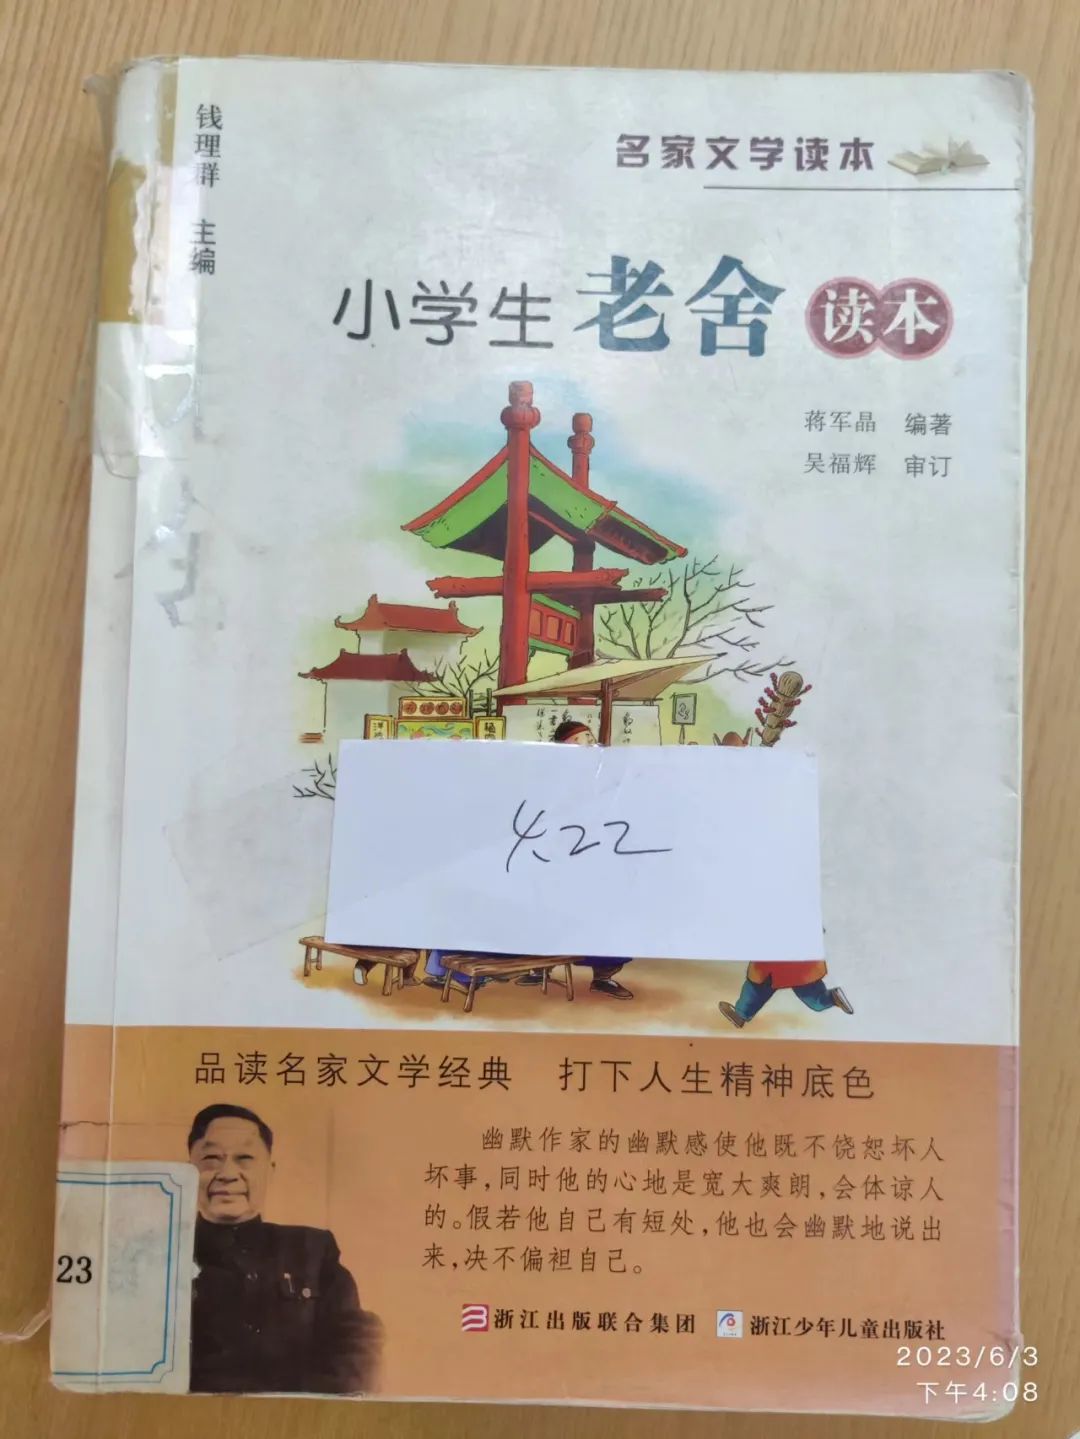 钱理群 主编
名家文学读本
小学生老舍读本
蒋军晶 编著
吴福辉 审订
4.22
品读名家文学经典 打下人生精神底色
幽默作家的幽默感使他既不饶恕坏人
坏事，同时他的心地是宽大爽朗，会体谅人
的。假若他自己有短处，他也会幽默地说出
来，决不偏袒自己。
23
浙江出版联合集团 浙江少年儿童出版社
2023/6/3
下午4:08